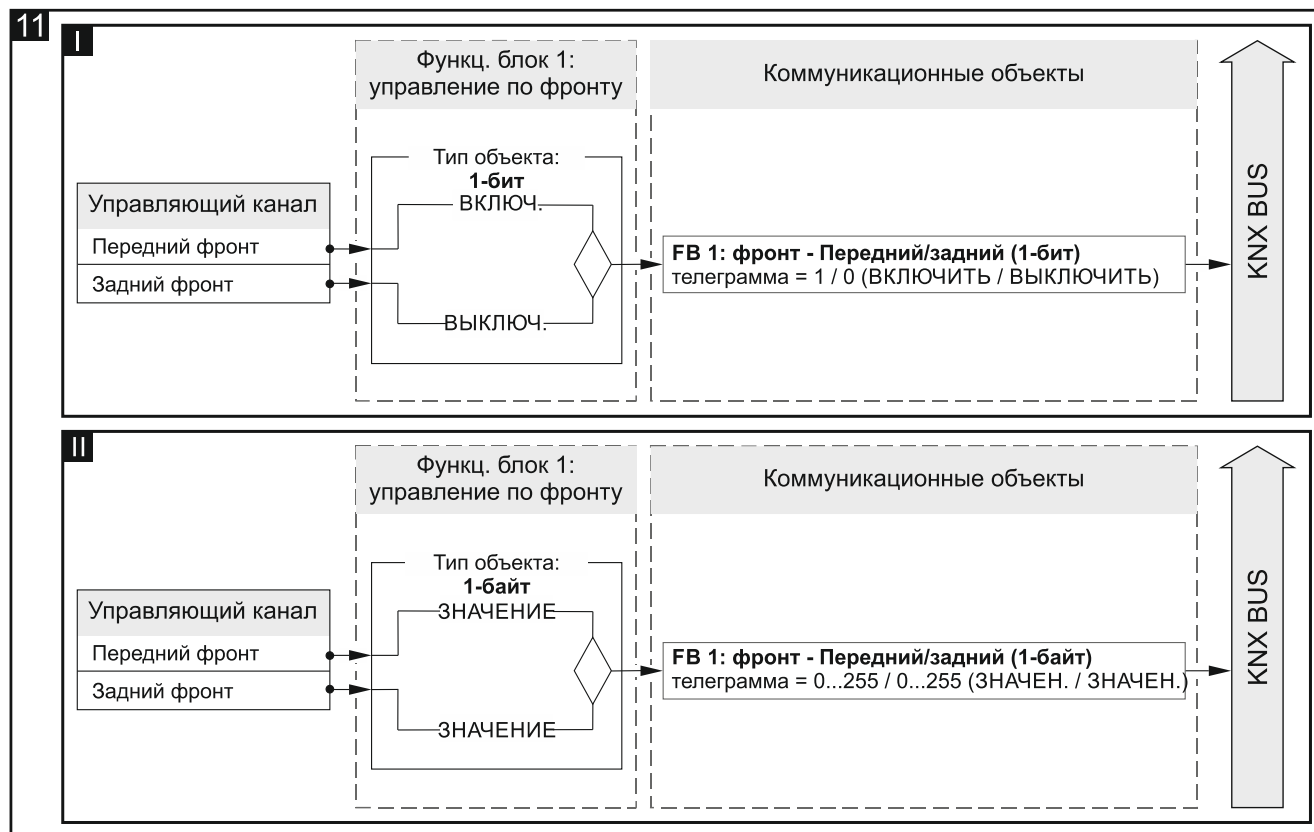 11
I
Функц. блок 1:
управление по фронту
Коммуникационные объекты
Тип объекта:
1-бит
ВКЛЮЧ.
Управляющий канал
Передний фронт
Задний фронт
ВЫКЛЮЧ.
FB 1: фронт - Передний/задний (1-бит)
телеграмма = 1 / 0 (ВКЛЮЧИТЬ / ВЫКЛЮЧИТЬ)
KNX BUS
II
Функц. блок 1:
управление по фронту
Коммуникационные объекты
Тип объекта:
1-байт
ЗНАЧЕНИЕ
Управляющий канал
Передний фронт
Задний фронт
ЗНАЧЕНИЕ
FB 1: фронт - Передний/задний (1-байт)
телеграмма = 0...255 / 0...255 (ЗНАЧЕН. / ЗНАЧЕН.)
KNX BUS